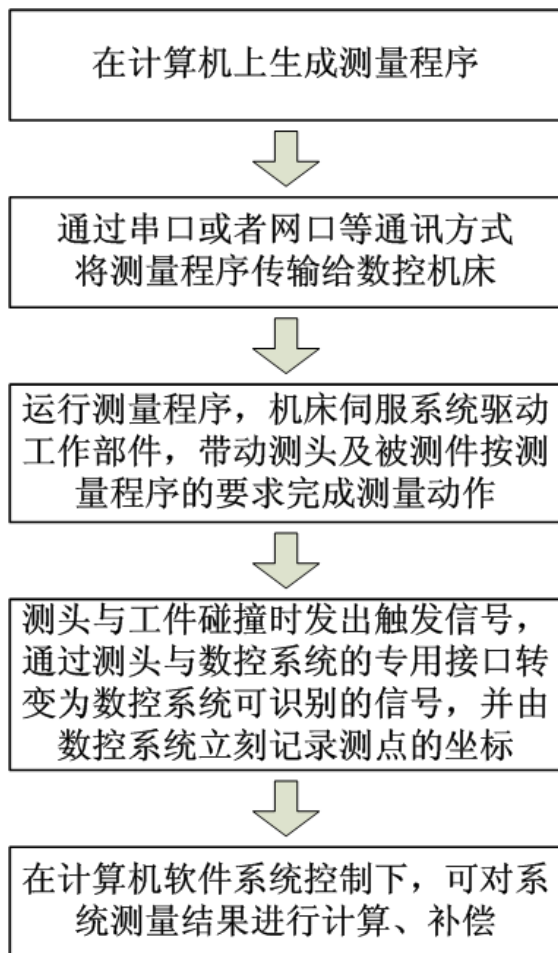 在计算机上生成测量程序
通过串口或者网口等通讯方式
将测量程序传输给数控机床
运行测量程序，机床伺服系统驱动
工作部件，带动测头及被测件按测
量程序的要求完成测量动作
测头与工件碰撞时发出触发信号，
通过测头与数控系统的专用接口转
变为数控系统可识别的信号，并由
数控系统立刻记录测点的坐标
在计算机软件系统控制下，可对系
统测量结果进行计算、补偿